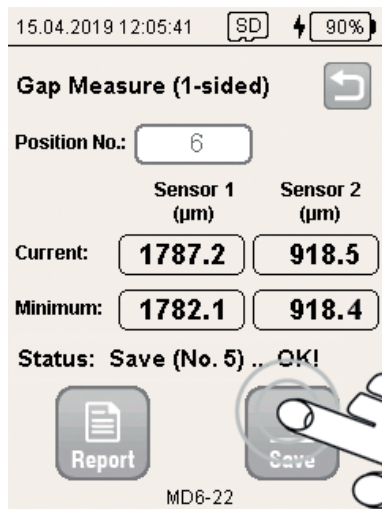 15.04.2019 12:05:41 SD 90%
Gap Measure (1-sided)
Position No.: 6
Sensor 1 Sensor 2
(µm) (µm)
Current: 1787.2 918.5
Minimum: 1782.1 918.4
Status: Save (No. 5) .. OK!
Report Save
MD6-22